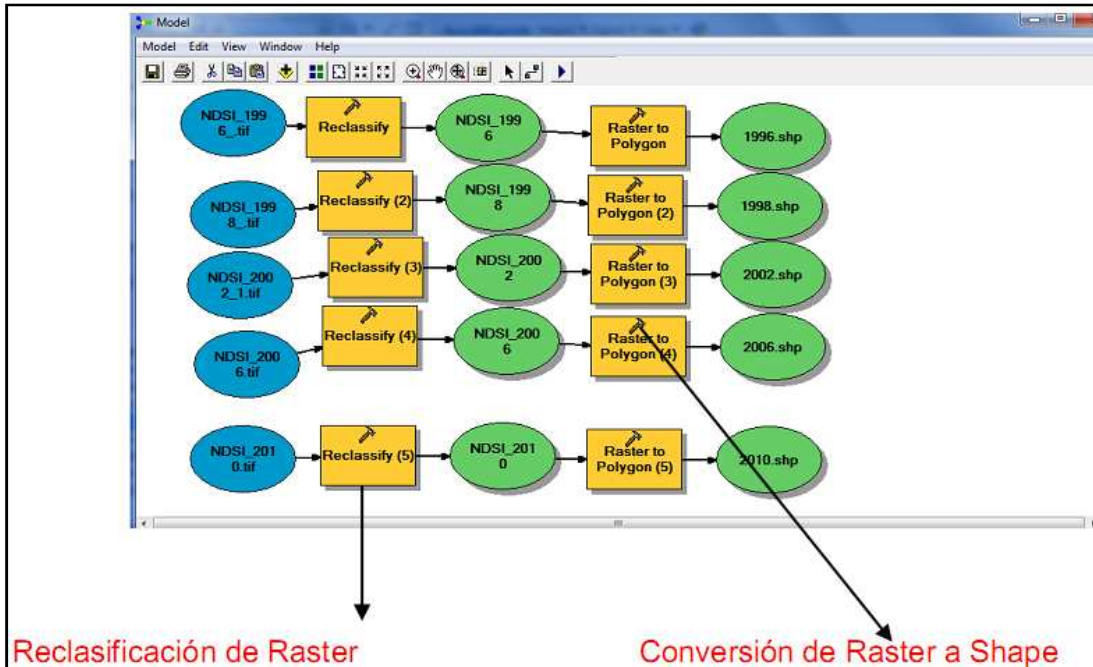 Model
Model Edit View Window Help
NDSI_199
6_.tif
Reclassify
NDSI_199
6
Raster to
Polygon
1996.shp
NDSI_199
8_.tif
Reclassify (2)
NDSI_199
8
Raster to
Polygon (2)
1998.shp
NDSI_200
2_1.tif
Reclassify (3)
NDSI_200
2
Raster to
Polygon (3)
2002.shp
NDSI_200
6.tif
Reclassify (4)
NDSI_200
6
Raster to
Polygon (4)
2006.shp
NDSI_201
0.tif
Reclassify (5)
NDSI_201
0
Raster to
Polygon (5)
2010.shp
Reclasificación de Raster
Conversión de Raster a Shape